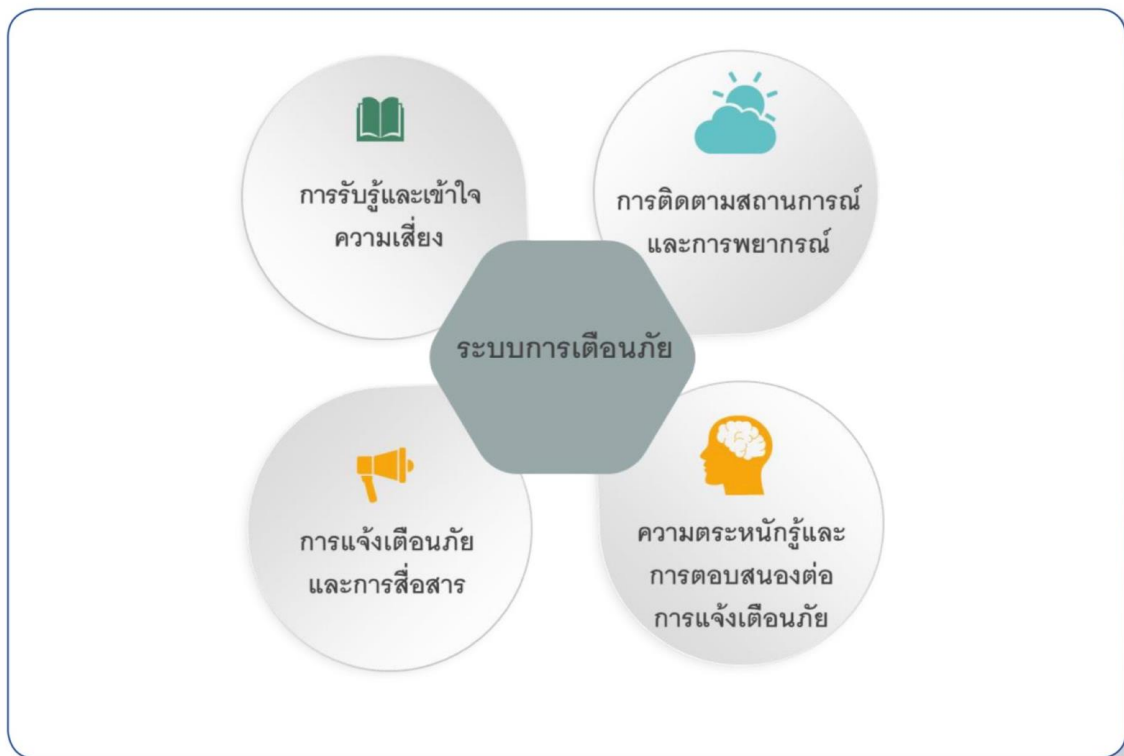 การรับรู้และเข้าใจ
ความเสี่ยง
การติดตามสถานการณ์
และการพยากรณ์
ระบบการเตือนภัย
การแจ้งเตือนภัย
และการสื่อสาร
ความตระหนักรู้และ
การตอบสนองต่อ
การแจ้งเตือนภัย